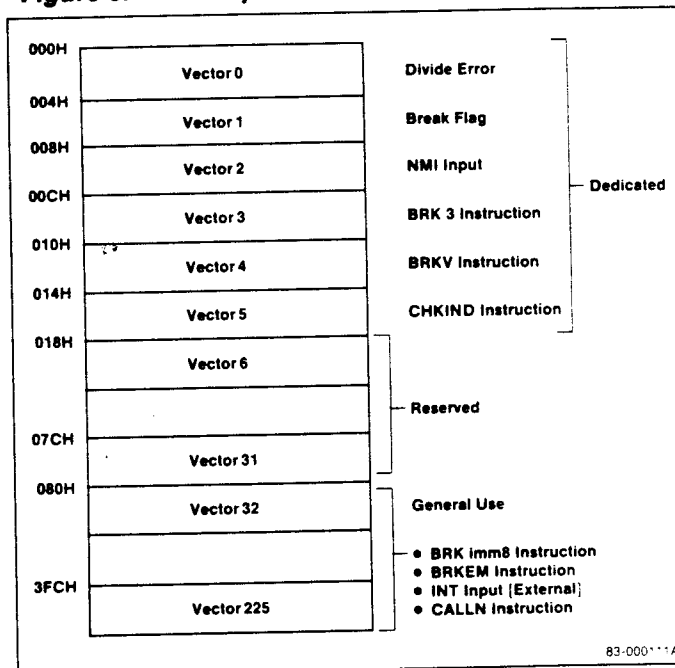 000H
Vector 0 Divide Error
004H
Vector 1 Break Flag
008H
Vector 2 NMI Input
Dedicated
00CH
Vector 3 BRK 3 Instruction
010H
Vector 4 BRKV Instruction
014H
Vector 5 CHKIND Instruction
018H
Vector 6
Reserved
07CH
Vector 31
080H
Vector 32 General Use
• BRK imm8 Instruction
• BRKEM Instruction
• INT Input [External]
• CALLN Instruction
3FCH
Vector 225